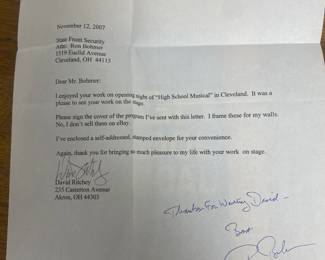 November 12, 2007
State Front Security
Attn: Ron Bohmer
1519 Euclid Avenue
Cleveland, OH 44115
Dear Mr. Bohmer:
I enjoyed your work on opening night of "High School Musical" in Cleveland. It was a
please to see your work on the stage.
Please sign the cover of the program I've sent with this letter. I frame these for my walls.
No, I don't sell them on eBay.
I've enclosed a self-addressed, stamped envelope for your convenience.
Again, thank you for bringing so much pleasure to my life with your work on stage.
David Ritchey
235 Casterton Avenue
Akron, OH 44303
Thanks For Writing David -
Best